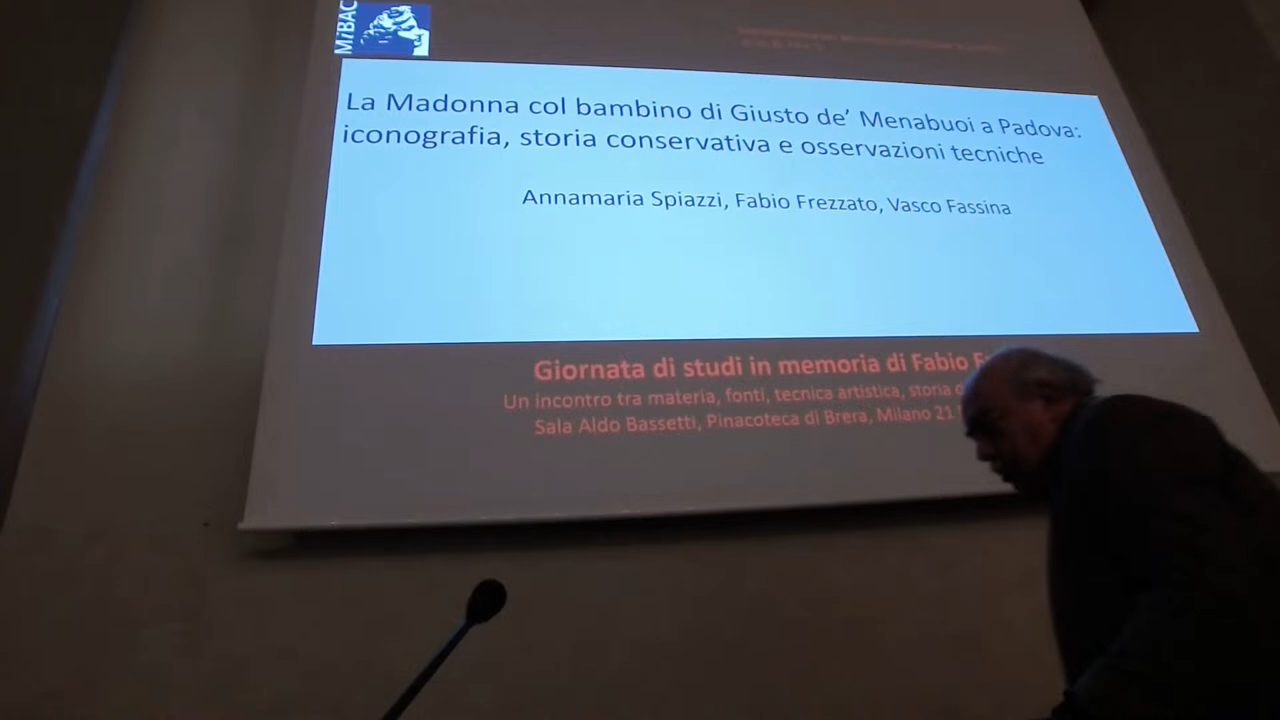 MiBAC
La Madonna col bambino di Giusto de’ Menabuoi a Padova:
iconografia, storia conservativa e osservazioni tecniche
Annamaria Spiazzi, Fabio Frezzato, Vasco Fassina
Giornata di studi in memoria di Fabio
Un incontro tra materia, fonti, tecnica artistica, storia
Sala Aldo Bassetti, Pinacoteca di Brera, Milano 21